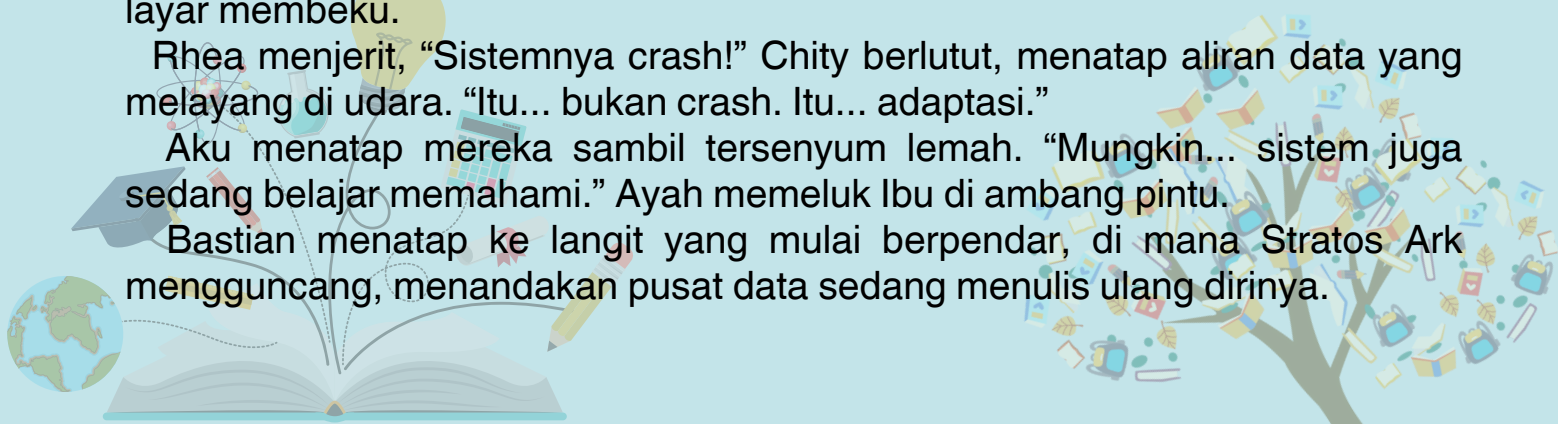 layar membeku.
Rhea menjerit, “Sistemnya crash!” Chity berlutut, menatap aliran data yang
melayang di udara. “Itu... bukan crash. Itu... adaptasi.”
Aku menatap mereka sambil tersenyum lemah. “Mungkin... sistem juga
sedang belajar memahami.” Ayah memeluk Ibu di ambang pintu.
Bastian menatap ke langit yang mulai berpendar, di mana Stratos Ark
mengguncang, menandakan pusat data sedang menulis ulang dirinya.